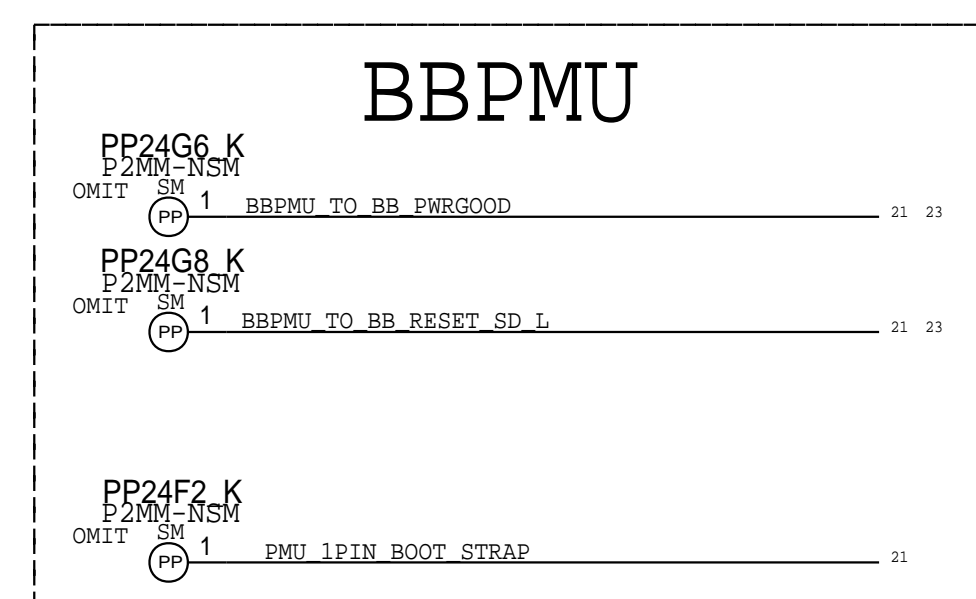 BBPMU
PP24G6_K
P2MM-NSM
OMIT SM
PP 1 BBPMU_TO_BB_PWRGOOD 21 23
PP24G8_K
P2MM-NSM
OMIT SM
PP 1 BBPMU_TO_BB_RESET_SD_L 21 23
PP24F2_K
P2MM-NSM
OMIT SM
PP 1 PMU_1PIN_BOOT_STRAP 21